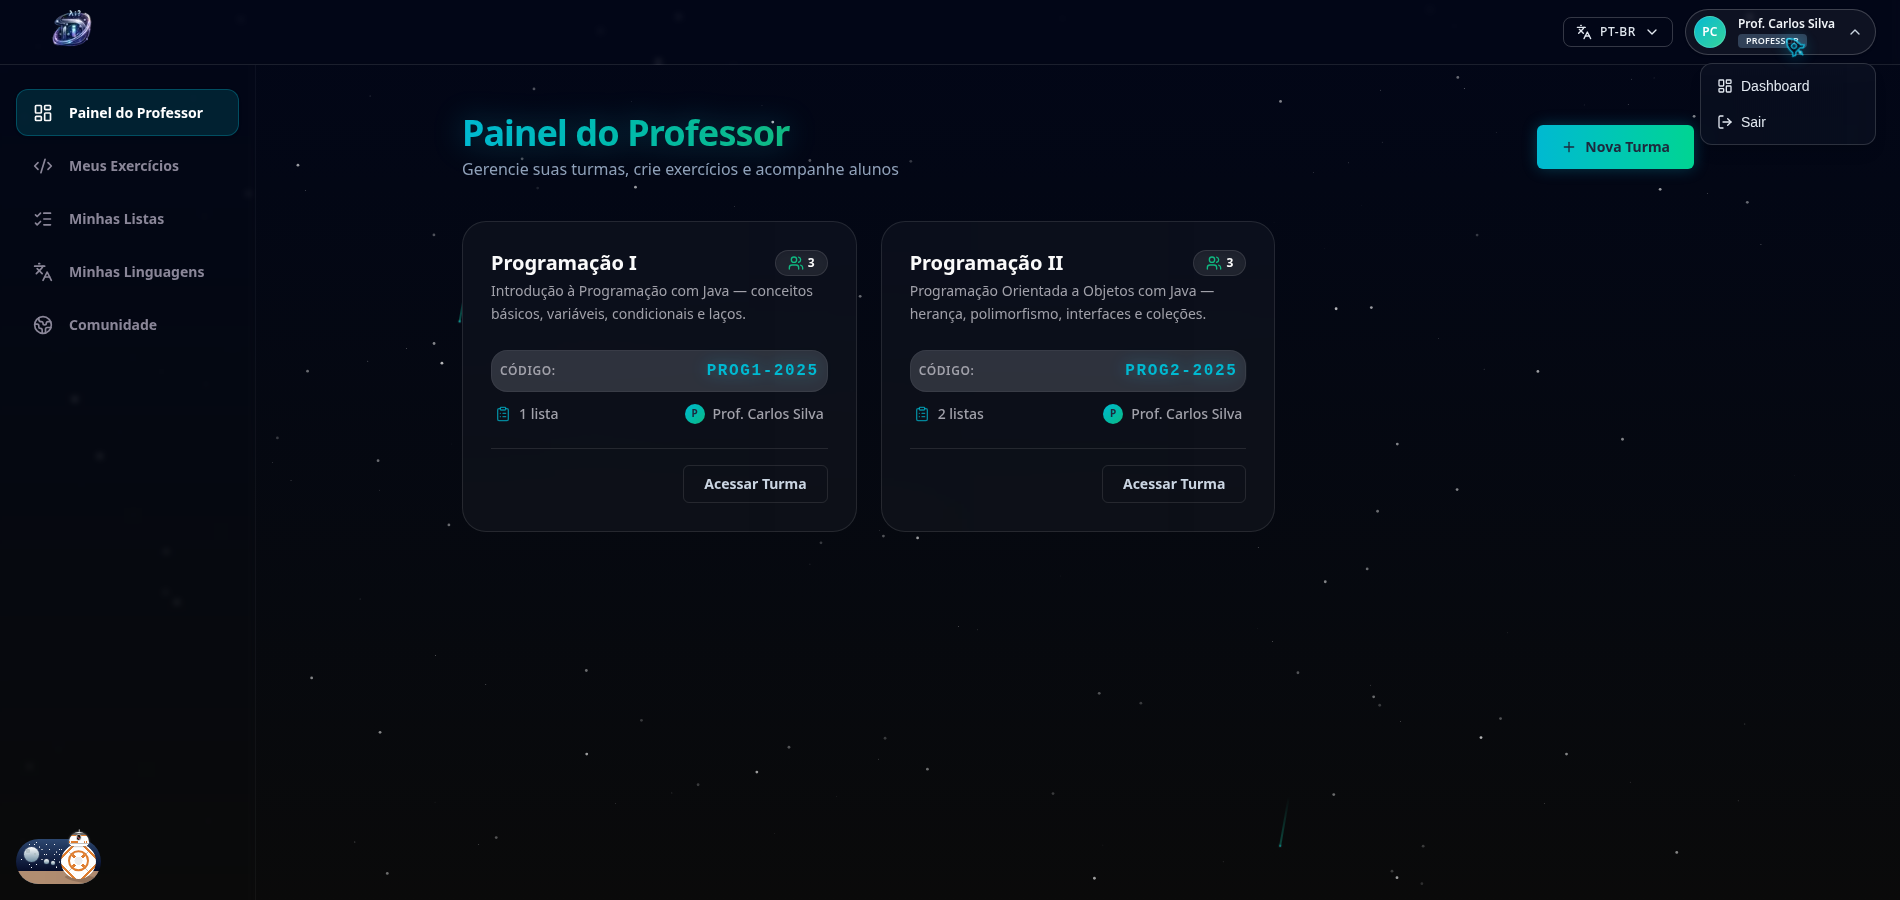 PT-BR
PC
Prof. Carlos Silva
PROFESSOR
Dashboard
Sair
Painel do Professor
Meus Exercícios
Minhas Listas
Minhas Linguagens
Comunidade
Painel do Professor
Gerencie suas turmas, crie exercícios e acompanhe alunos
Nova Turma
Programação I
3
Introdução à Programação com Java — conceitos
básicos, variáveis, condicionais e laços.
CÓDIGO:
PROG1-2025
1 lista
P
Prof. Carlos Silva
Acessar Turma
Programação II
3
Programação Orientada a Objetos com Java —
herança, polimorfismo, interfaces e coleções.
CÓDIGO:
PROG2-2025
2 listas
P
Prof. Carlos Silva
Acessar Turma